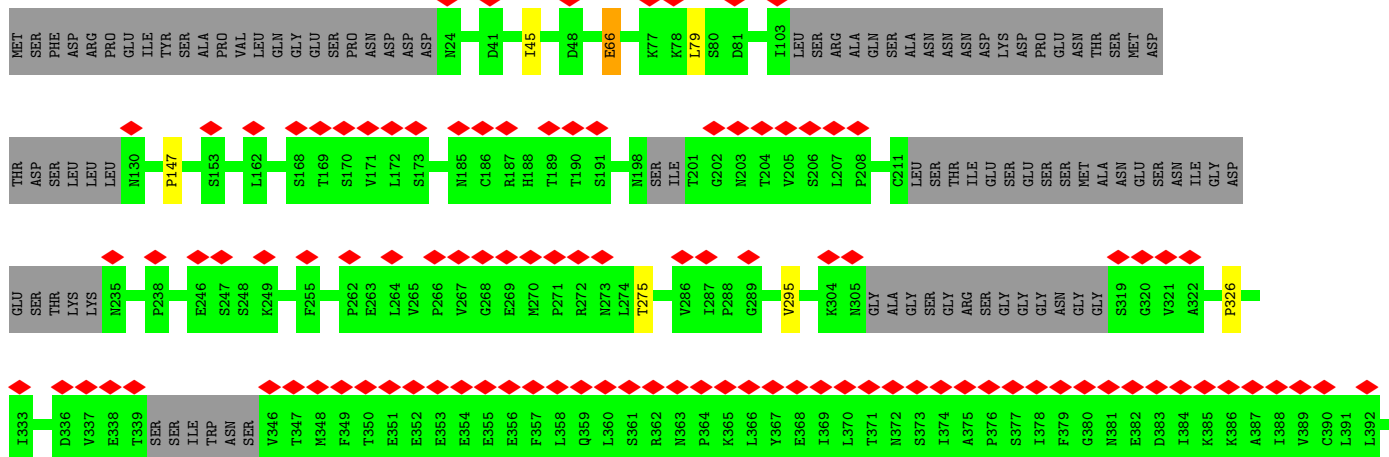 MET SER PHE ASP ARG PRO GLU ILE TYR SER ALA PRO VAL LEU GLN GLY GLU SER PRO ASN ASP ASP ASP N24 D41 I45 D48 E66 K77 K78 L79 S80 D81 I103 LEU SER ARG ALA GLN SER ALA ASN ASN ASN ASP LYS ASP PRO GLU ASN THR SER MET ASP
THR ASP SER LEU LEU LEU N130 P147 S153 L162 S168 T169 S170 V171 L172 S173 N185 C186 R187 H188 T189 T190 S191 N198 SER ILE T201 G202 N203 T204 V205 S206 L207 P208 C211 LEU SER THR ILE GLU SER GLU SER SER MET ALA ASN GLU SER ASN ILE GLY ASP
GLU SER THR LYS LYS N235 P238 E246 S247 S248 K249 F255 P262 E263 L264 V265 P266 V267 G268 E269 M270 P271 R272 N273 L274 T275 V286 I287 P288 G289 V295 K304 N305 GLY ALA GLY SER GLY ARG SER GLY GLY GLY ASN GLY GLY S319 G320 V321 A322 P326
I333 D336 V337 E338 T339 SER SER ILE TRP ASN SER V346 T347 M348 F349 T350 E351 E352 E353 E354 E355 E356 F357 L358 Q359 L360 S361 R362 N363 P364 K365 L366 Y367 E368 I369 L370 T371 N372 S373 I374 A375 P376 S377 I378 F379 G380 N381 E382 D383 I384 K385 K386 A387 I388 V389 C390 L391 L392